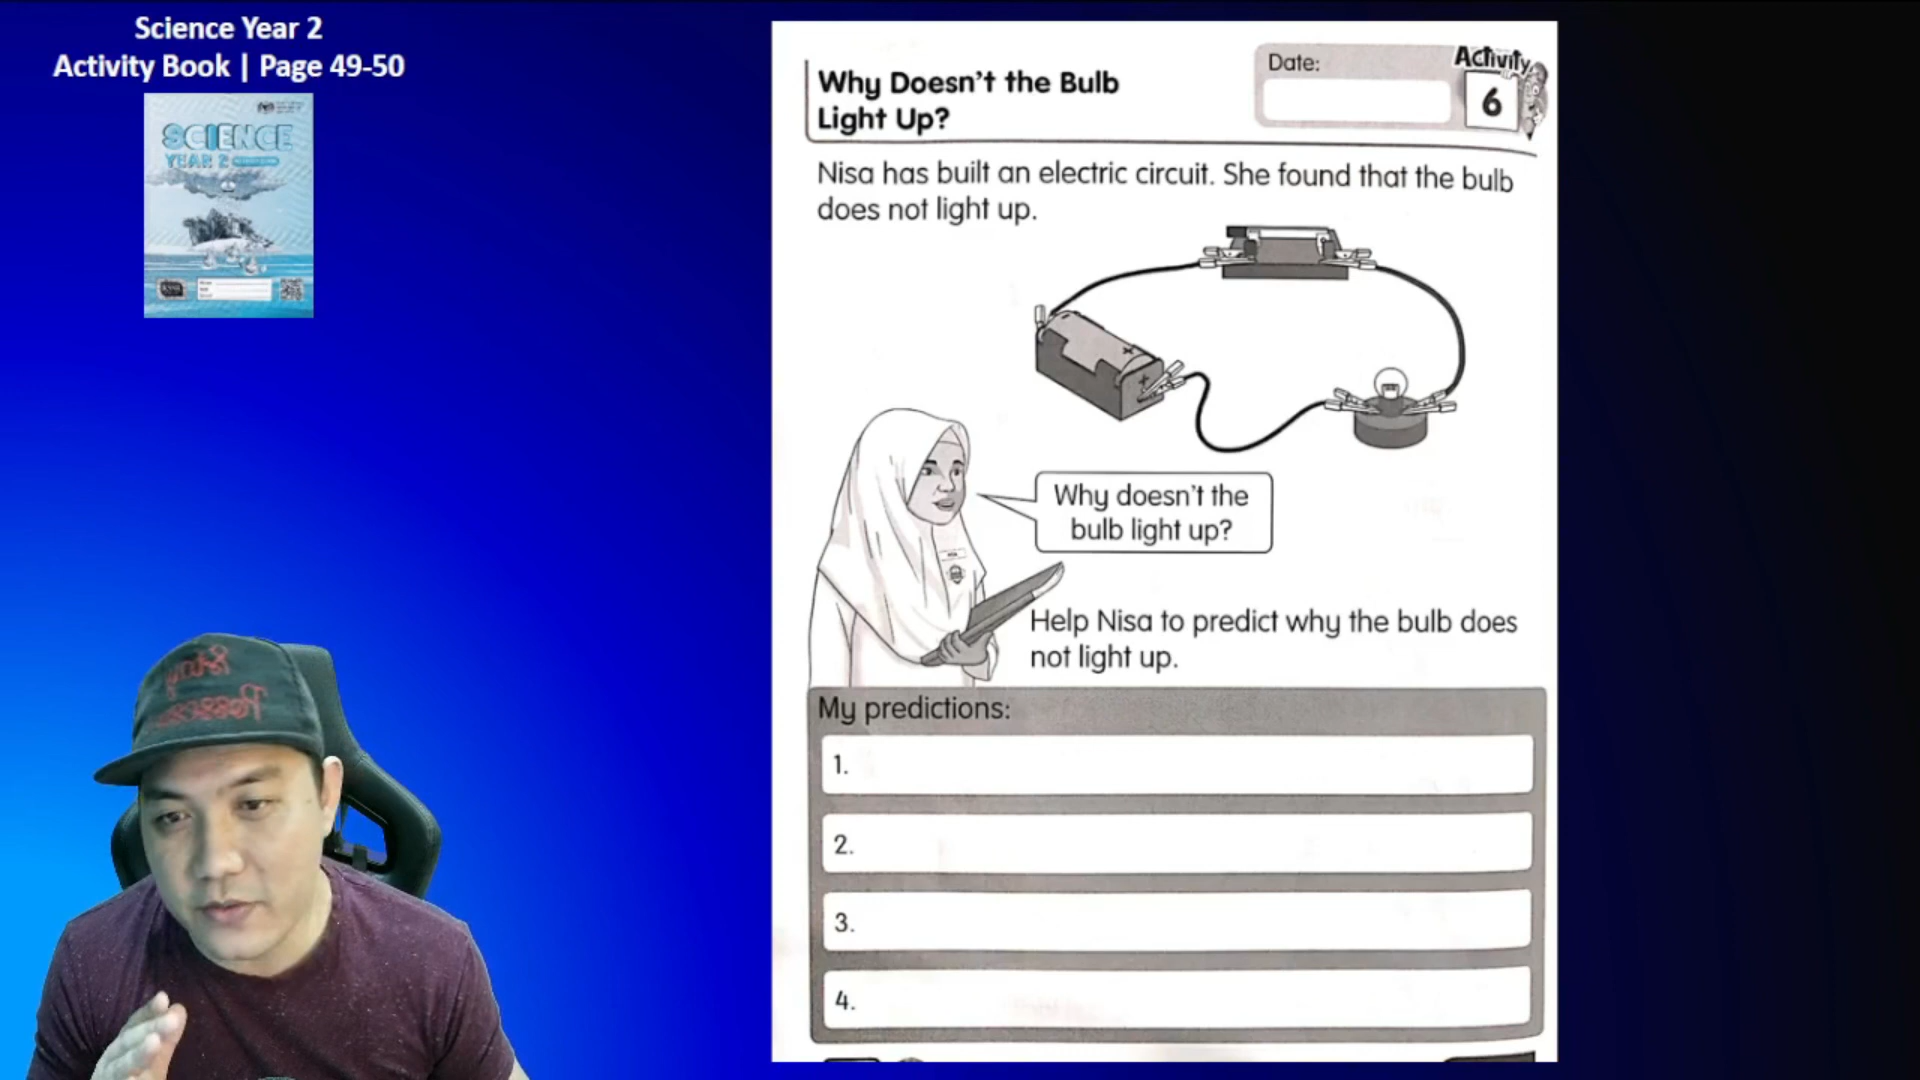 Science Year 2
Activity Book | Page 49-50
SCIENCE
YEAR 2
Why Doesn't the Bulb
Light Up?
Date:
Activity
6
Nisa has built an electric circuit. She found that the bulb
does not light up.
+
+
Why doesn't the
bulb light up?
Help Nisa to predict why the bulb does
not light up.
My predictions:
1.
2.
3.
4.